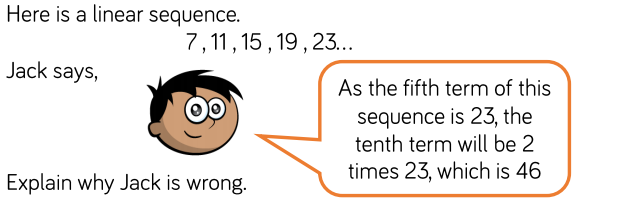 Here is a linear sequence.
7 , 11 , 15 , 19 , 23...
Jack says,
As the fifth term of this
sequence is 23, the
tenth term will be 2
times 23, which is 46
Explain why Jack is wrong.